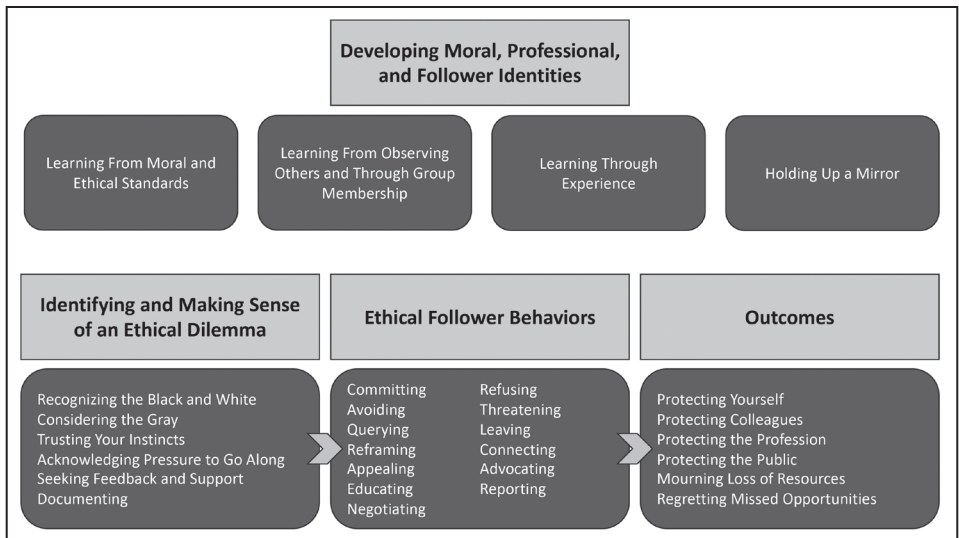 Developing Moral, Professional,
and Follower Identities
Learning From Moral and
Ethical Standards
Learning From Observing
Others and Through Group
Membership
Learning Through
Experience
Holding Up a Mirror
Identifying and Making Sense
of an Ethical Dilemma
Recognizing the Black and White
Considering the Gray
Trusting Your Instincts
Acknowledging Pressure to Go Along
Seeking Feedback and Support
Documenting
Ethical Follower Behaviors
Committing
Avoiding
Querying
Reframing
Appealing
Educating
Negotiating
Refusing
Threatening
Leaving
Connecting
Advocating
Reporting
Outcomes
Protecting Yourself
Protecting Colleagues
Protecting the Profession
Protecting the Public
Mourning Loss of Resources
Regretting Missed Opportunities